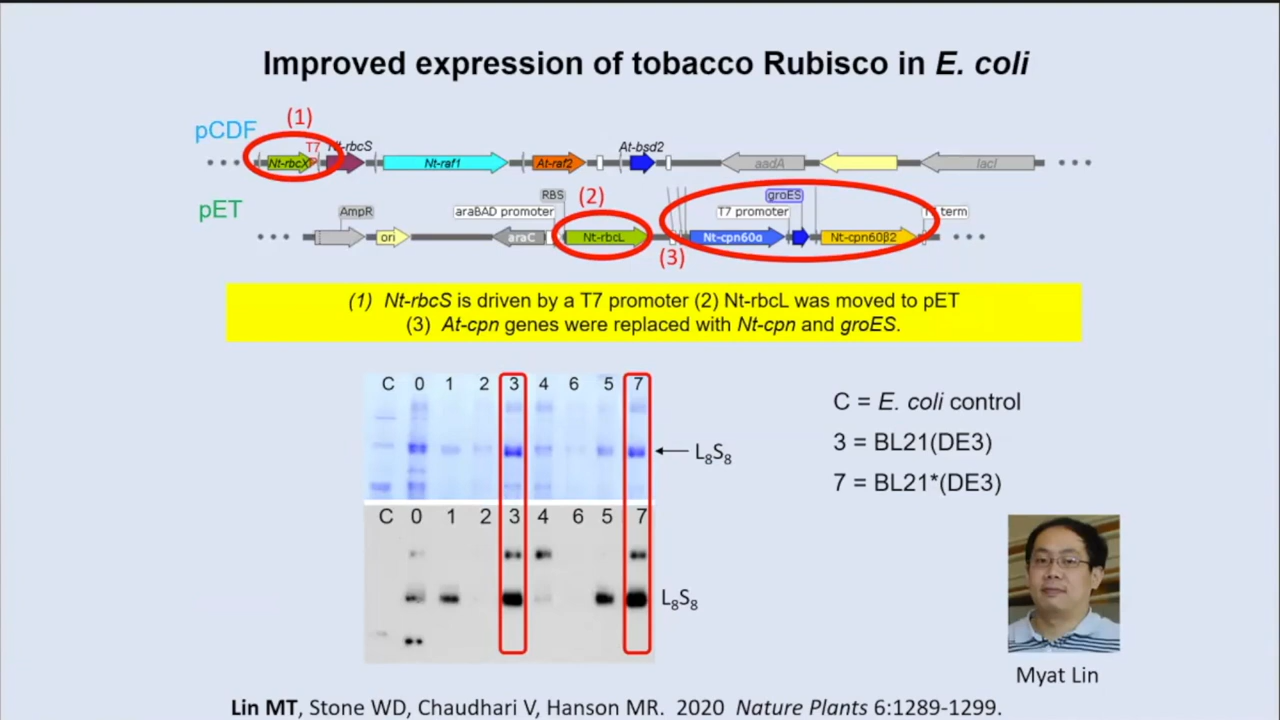 Improved expression of tobacco Rubisco in E. coli
(1)
pCDF
T7
Nt-rbcS
At-bsd2
Nt-rbcX
Nt-raf1
At-raf2
aadA
lacI
RBS
(2)
groES
pET
AmpR
araBAD promoter
T7 promoter
term
ori
araC
Nt-rbcL
Nt-cpn60α
Nt-cpn60β2
(3)
(1) Nt-rbcS is driven by a T7 promoter (2) Nt-rbcL was moved to pET
(3) At-cpn genes were replaced with Nt-cpn and groES.
C 0 1 2 3 4 6 5 7
L8S8
C 0 1 2 3 4 6 5 7
L8S8
C = E. coli control
3 = BL21(DE3)
7 = BL21*(DE3)
Myat Lin
Lin MT, Stone WD, Chaudhari V, Hanson MR. 2020 Nature Plants 6:1289-1299.